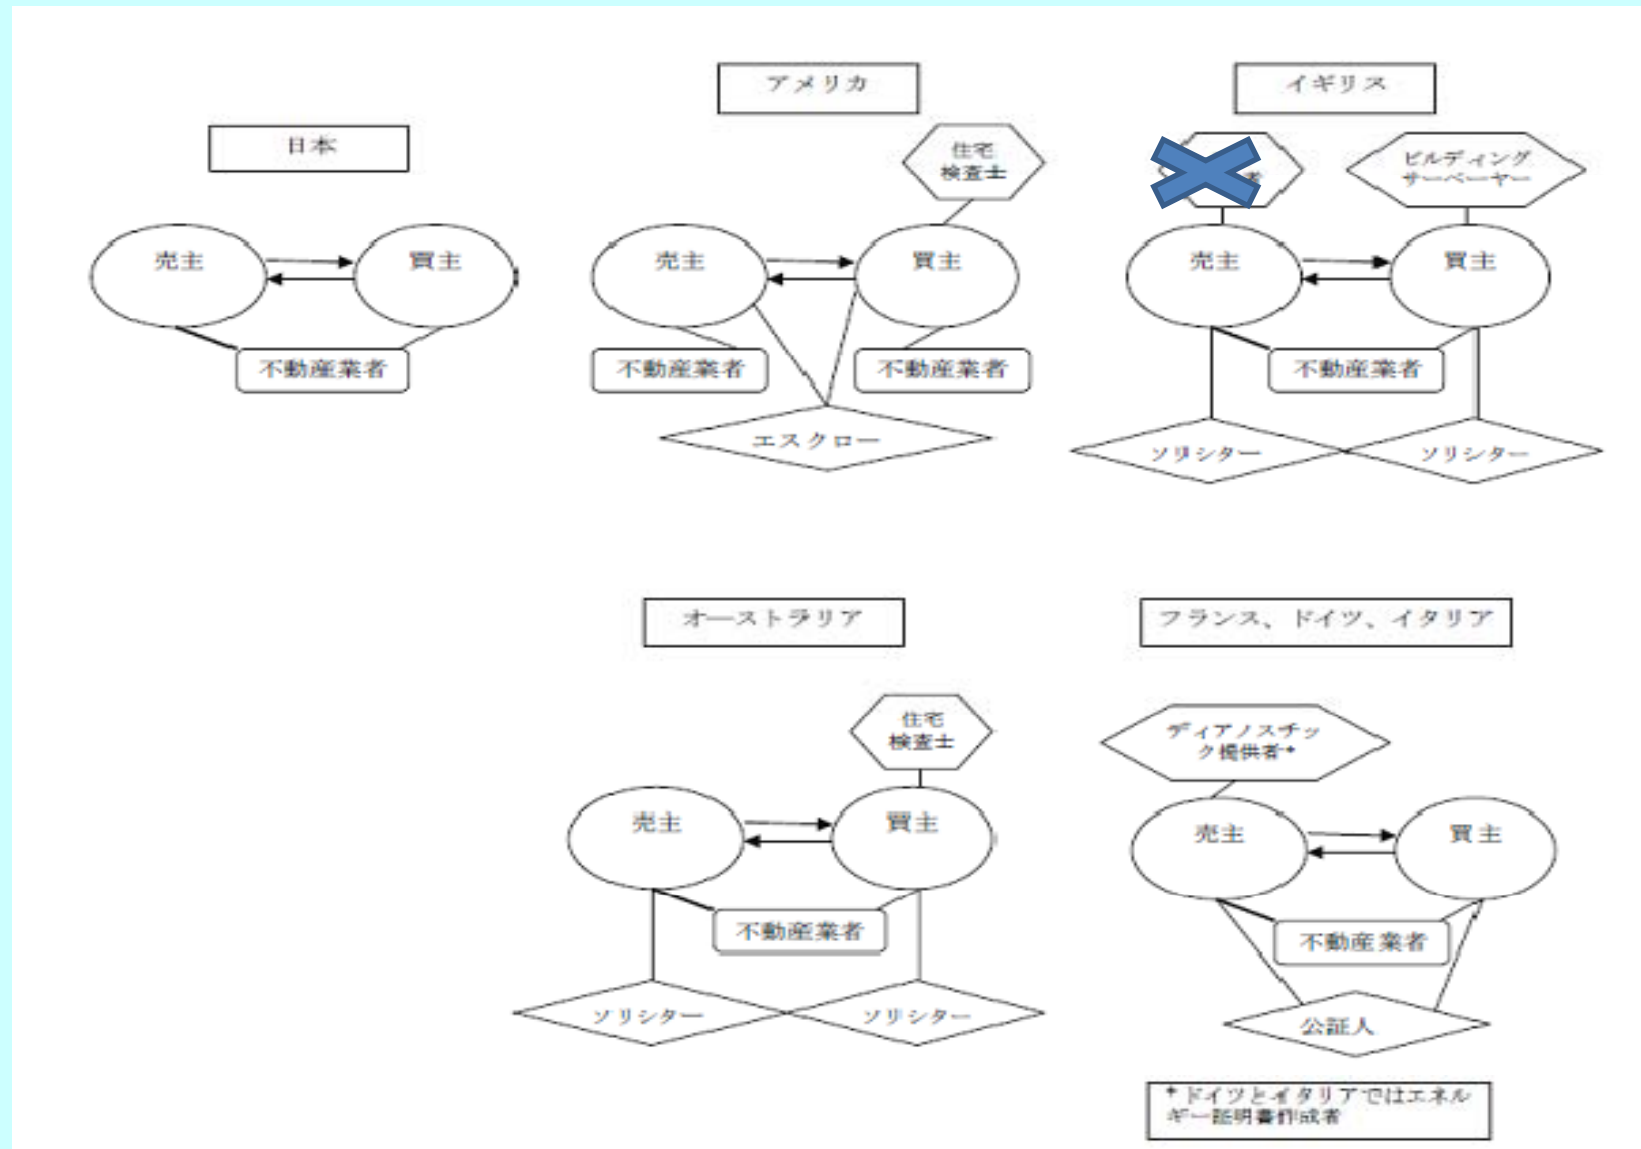 日本
売主
買主
不動産業者
アメリカ
住宅
検査士
売主
買主
不動産業者
不動産業者
エスクロー
イギリス
者
ビルディング
サーベーヤー
売主
買主
不動産業者
ソリシター
ソリシター
オーストラリア
住宅
検査士
売主
買主
不動産業者
ソリシター
ソリシター
フランス、ドイツ、イタリア
ディアノスチッ
ク提供者*
売主
買主
不動産業者
公証人
*ドイツとイタリアではエネル
ギー証明書作成者